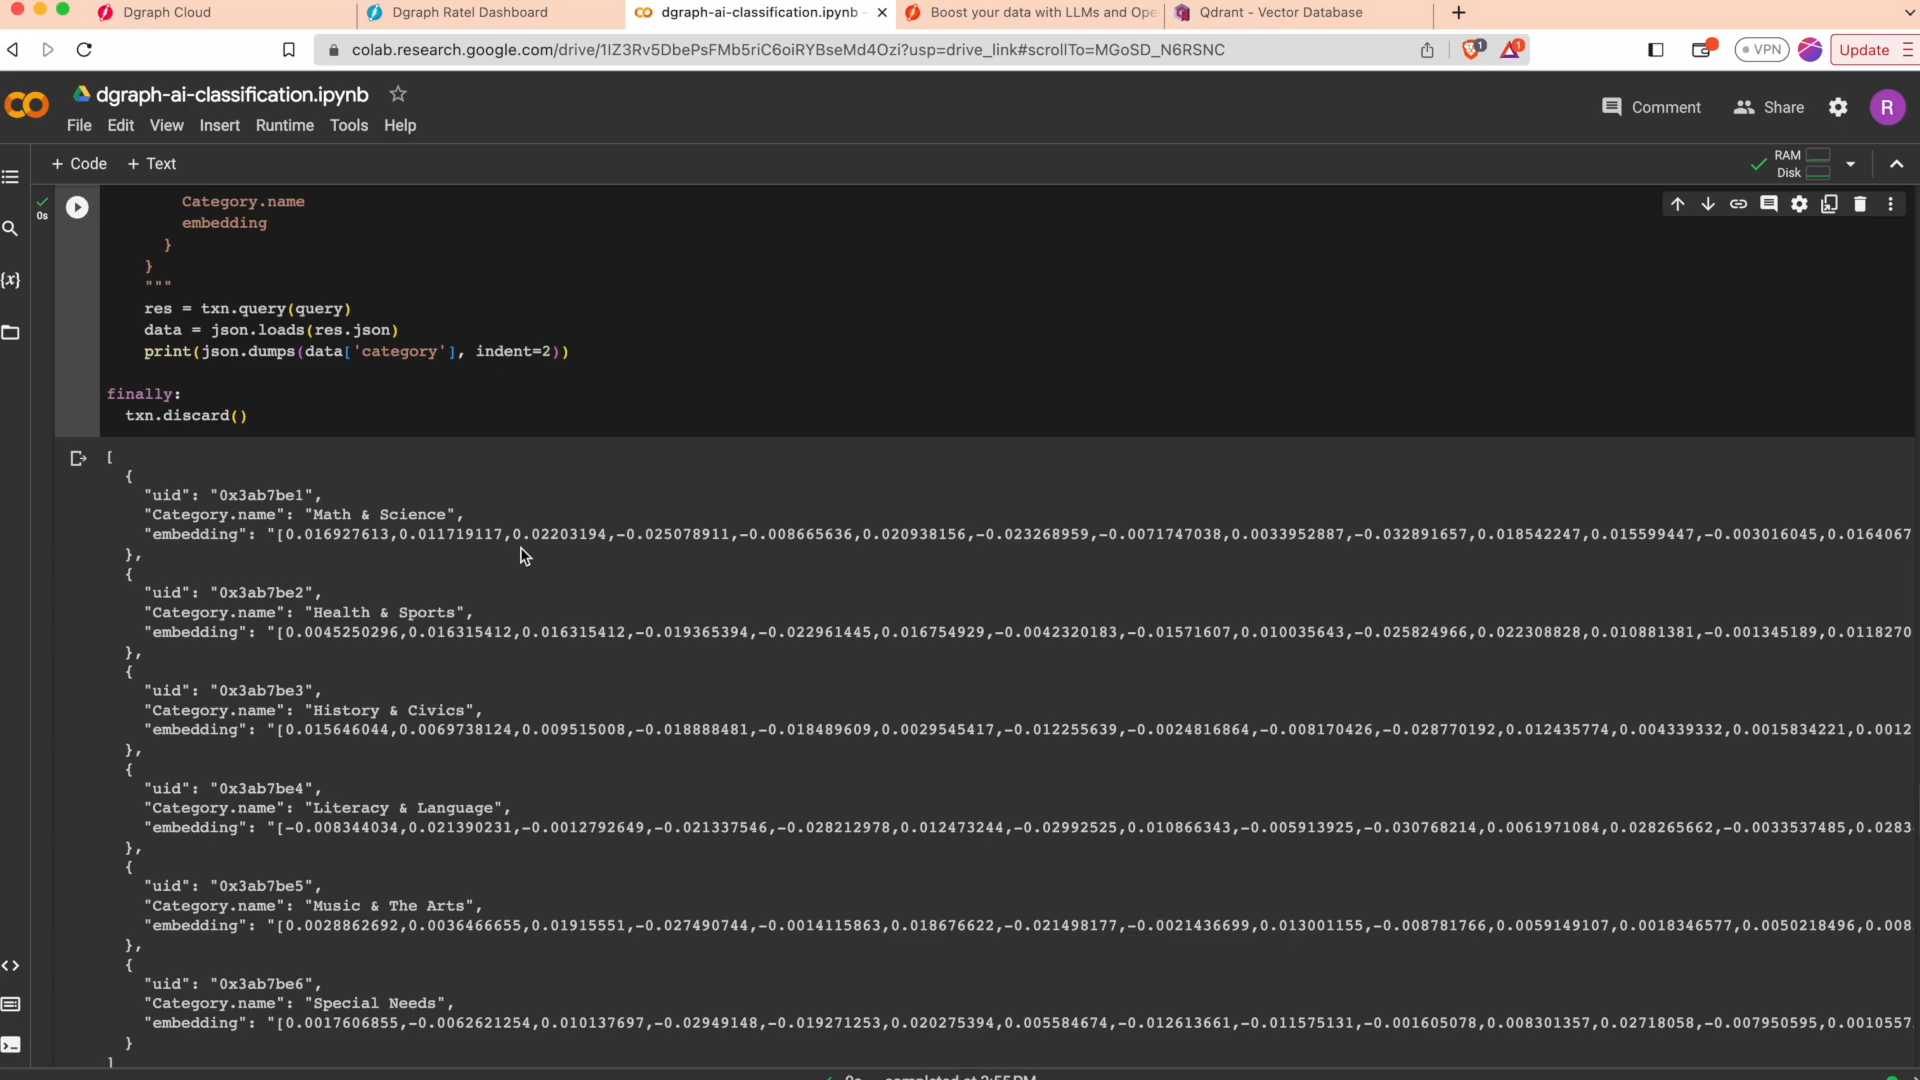 Dgraph Cloud
Dgraph Ratel Dashboard
dgraph-ai-classification.ipynb -
Boost your data with LLMs and Ope
Qdrant - Vector Database
colab.research.google.com/drive/1IZ3Rv5DbePsFMb5riC6oiRYBseMd4Ozi?usp=drive_link#scrollTo=MGoSD_N6RSNC
1
1
VPN
Update
CO
dgraph-ai-classification.ipynb
Comment
Share
R
File Edit View Insert Runtime Tools Help
+ Code + Text
RAM
Disk
0s
Category.name
embedding
}
}
"""
res = txn.query(query)
data = json.loads(res.json)
print(json.dumps(data['category'], indent=2))
finally:
txn.discard()
[
{
"uid": "0x3ab7be1",
"Category.name": "Math & Science",
"embedding": "[0.016927613,0.011719117,0.02203194,-0.025078911,-0.008665636,0.020938156,-0.023268959,-0.0071747038,0.0033952887,-0.032891657,0.018542247,0.015599447,-0.003016045,0.0164067
},
{
"uid": "0x3ab7be2",
"Category.name": "Health & Sports",
"embedding": "[0.0045250296,0.016315412,0.016315412,-0.019365394,-0.022961445,0.016754929,-0.0042320183,-0.01571607,0.010035643,-0.025824966,0.022308828,0.010881381,-0.001345189,0.0118270
},
{
"uid": "0x3ab7be3",
"Category.name": "History & Civics",
"embedding": "[0.015646044,0.0069738124,0.009515008,-0.018888481,-0.018489609,0.0029545417,-0.012255639,-0.0024816864,-0.008170426,-0.028770192,0.012435774,0.004339332,0.0015834221,0.0012
},
{
"uid": "0x3ab7be4",
"Category.name": "Literacy & Language",
"embedding": "[-0.008344034,0.021390231,-0.0012792649,-0.021337546,-0.028212978,0.012473244,-0.02992525,0.010866343,-0.005913925,-0.030768214,0.0061971084,0.028265662,-0.0033537485,0.0283
},
{
"uid": "0x3ab7be5",
"Category.name": "Music & The Arts",
"embedding": "[0.0028862692,0.0036466655,0.01915551,-0.027490744,-0.0014115863,0.018676622,-0.021498177,-0.0021436699,0.013001155,-0.008781766,0.0059149107,0.0018346577,0.0050218496,0.008
},
{
"uid": "0x3ab7be6",
"Category.name": "Special Needs",
"embedding": "[0.0017606855,-0.0062621254,0.010137697,-0.02949148,-0.019271253,0.020275394,0.005584674,-0.012613661,-0.011575131,-0.001605078,0.008301357,0.02718058,-0.007950595,0.0010557
}
]
0s completed at 2:55 PM